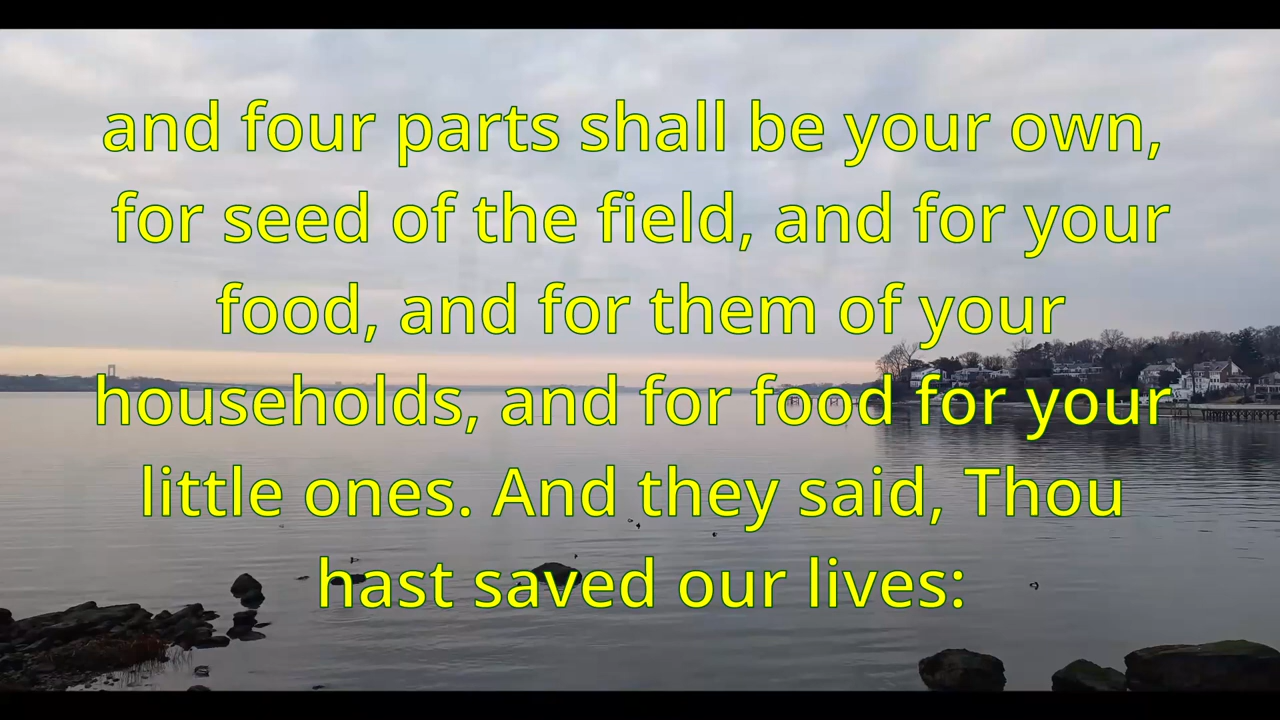 and four parts shall be your own,
for seed of the field, and for your
food, and for them of your
households, and for food for your
little ones. And they said, Thou
hast saved our lives: